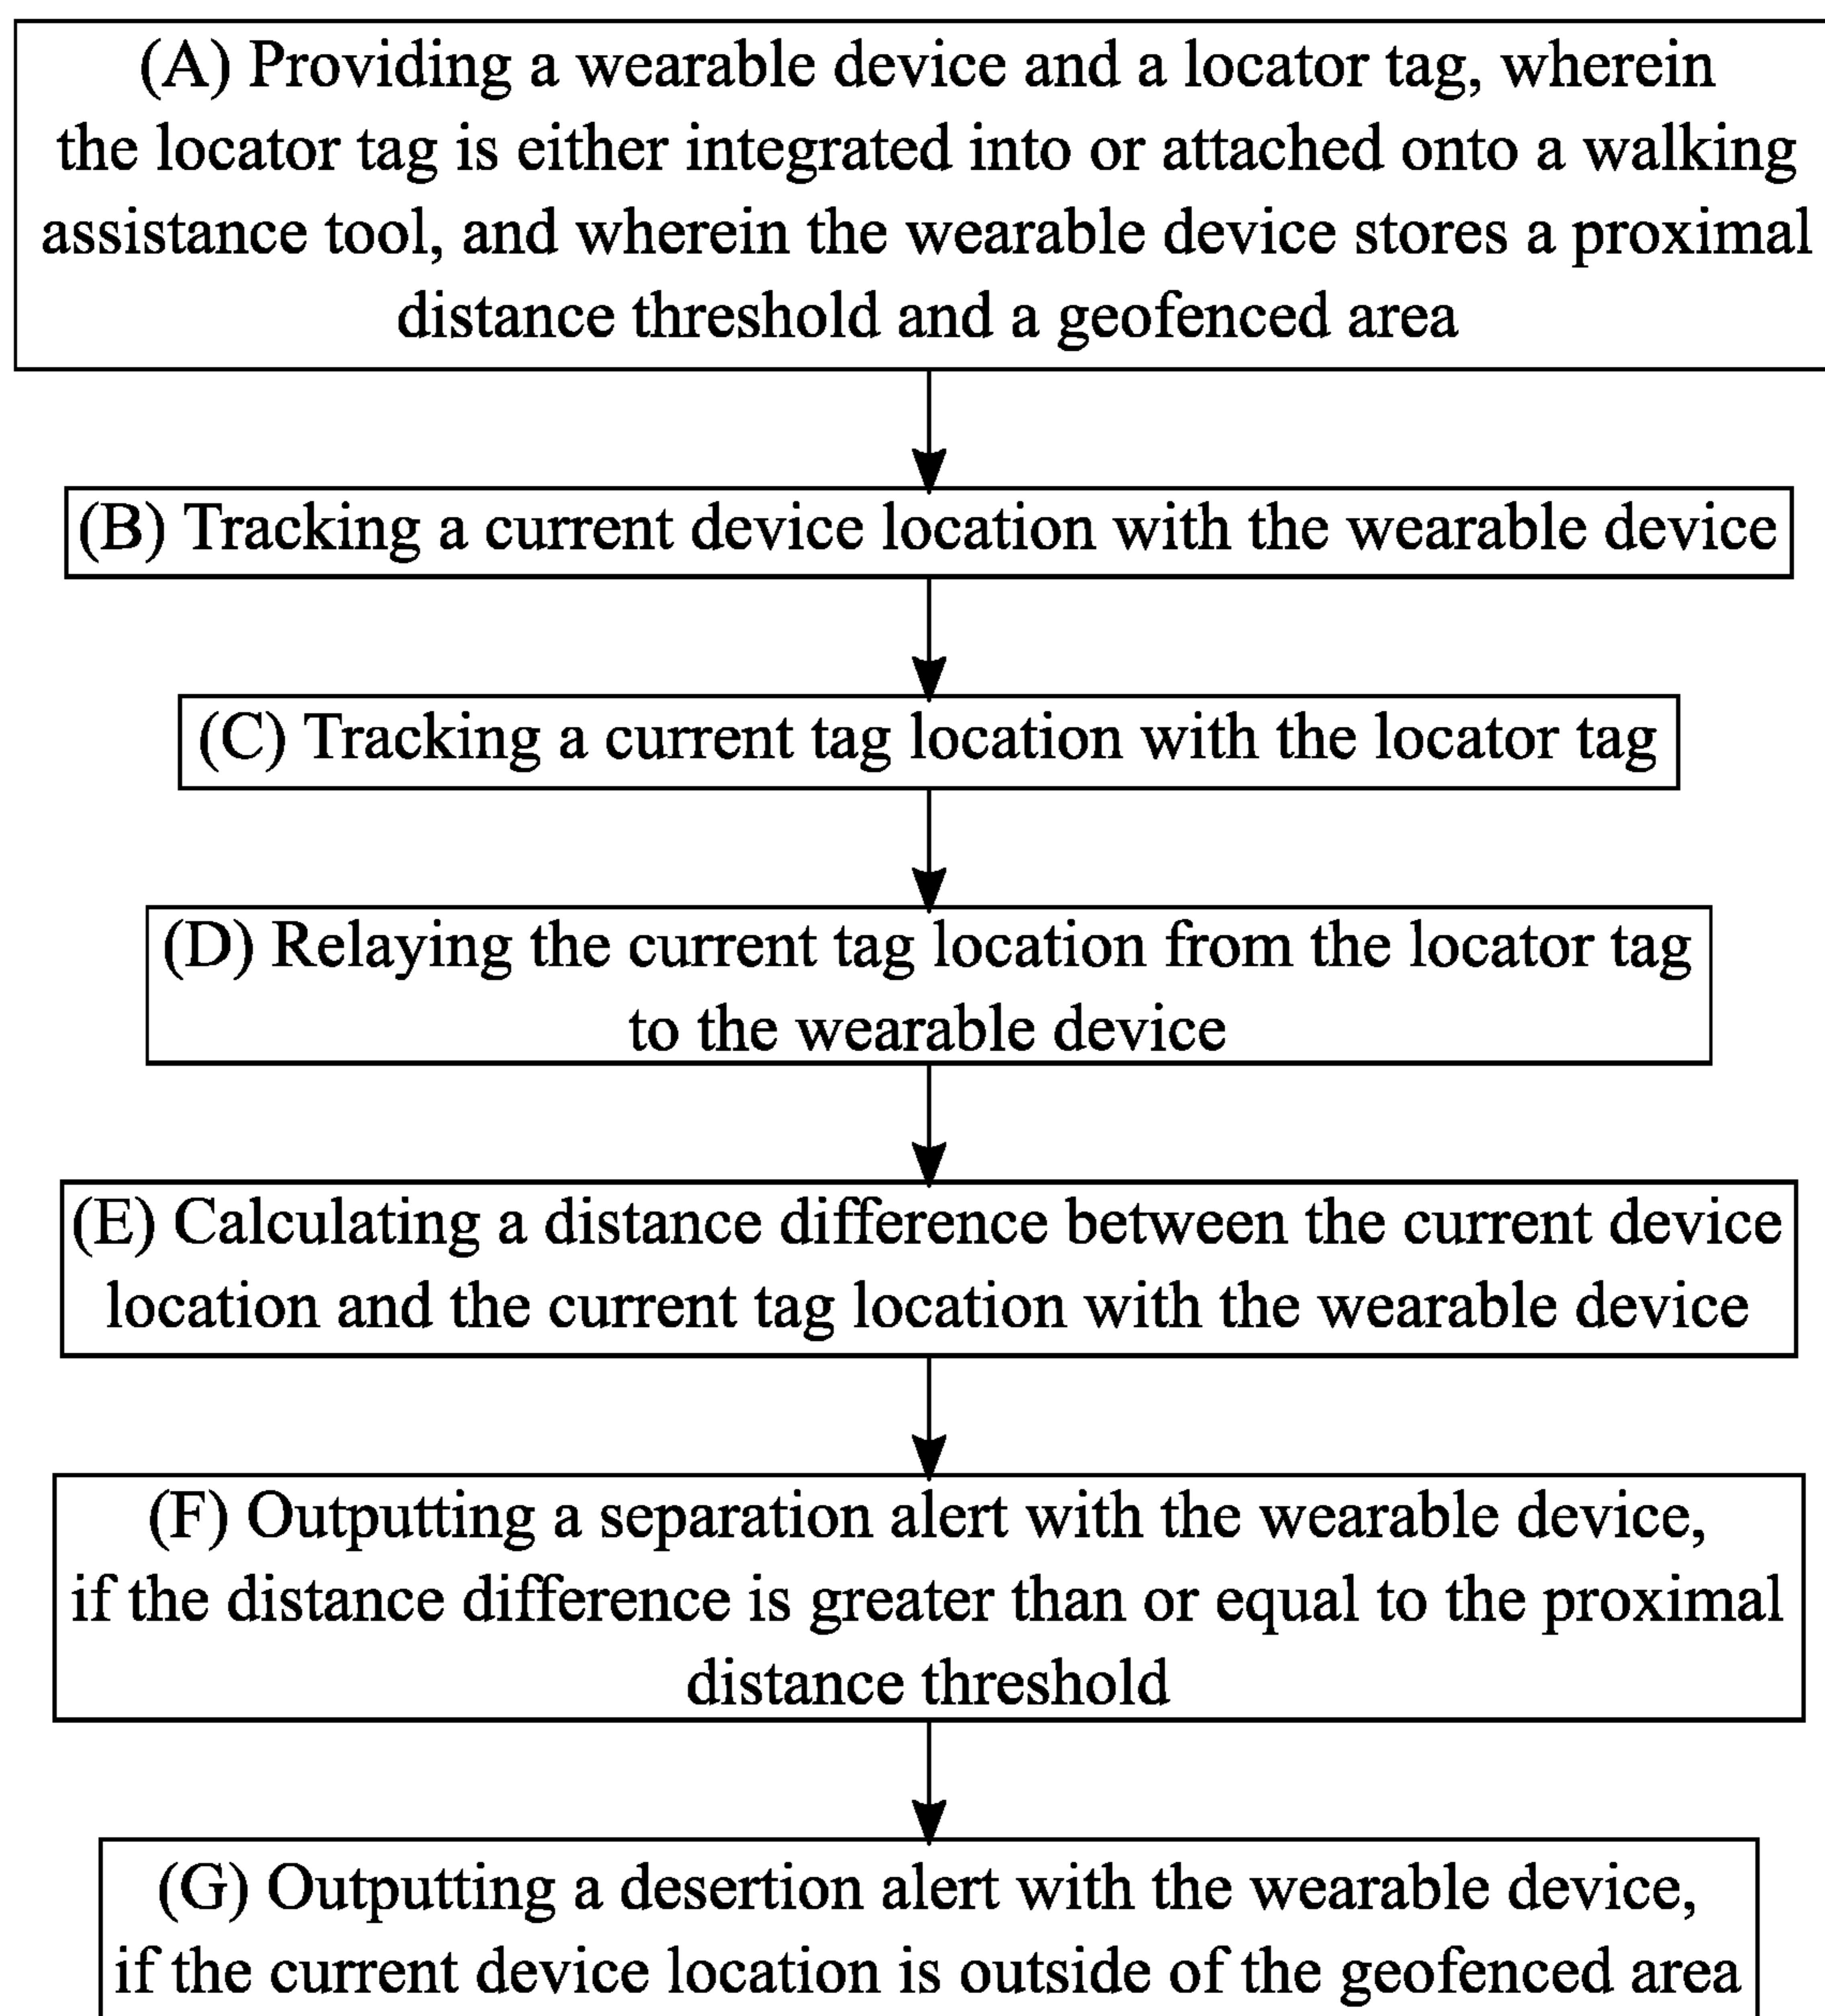 (A) Providing a wearable device and a locator tag, wherein
the locator tag is either integrated into or attached onto a walking
assistance tool, and wherein the wearable device stores a proximal
distance threshold and a geofenced area
(B) Tracking a current device location with the wearable device
(C) Tracking a current tag location with the locator tag
(D) Relaying the current tag location from the locator tag
to the wearable device
(E) Calculating a distance difference between the current device
location and the current tag location with the wearable device
(F) Outputting a separation alert with the wearable device,
if the distance difference is greater than or equal to the proximal
distance threshold
(G) Outputting a desertion alert with the wearable device,
if the current device location is outside of the geofenced area